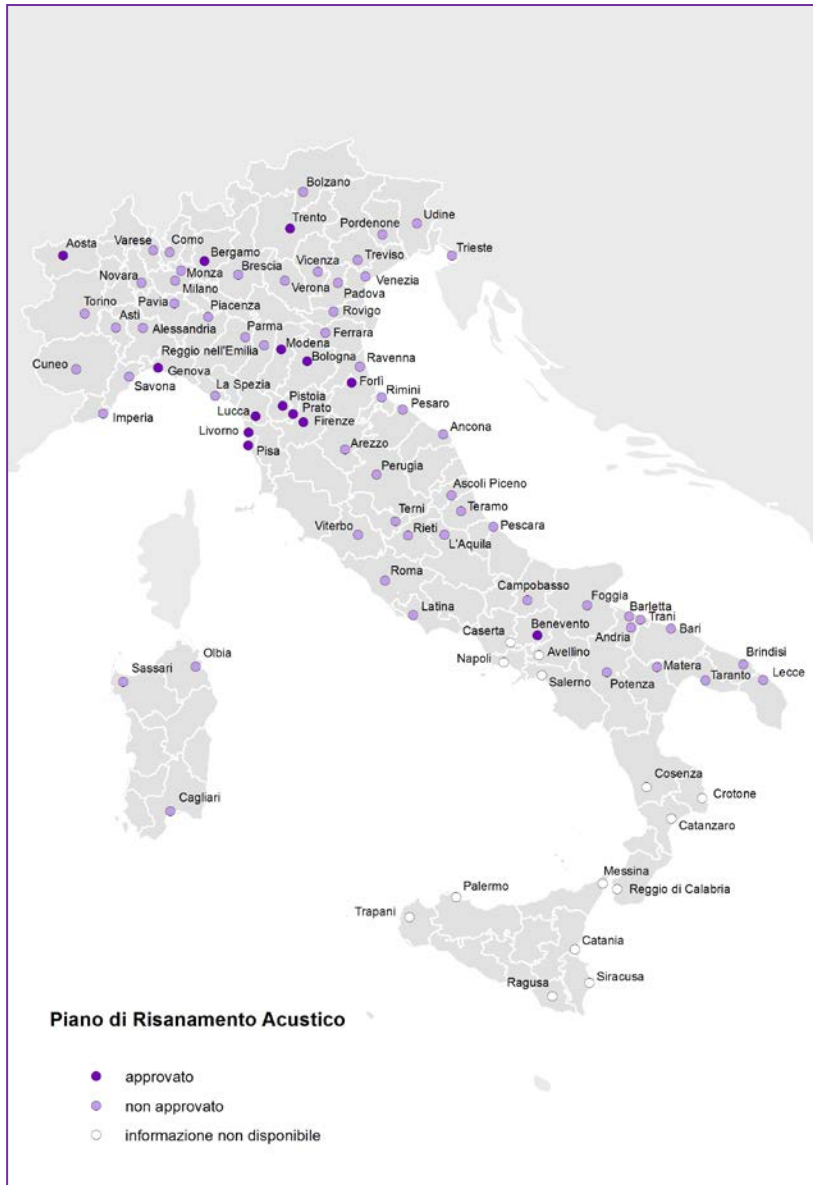 Bolzano
Trento
Udine
Pordenone
Aosta
Varese
Como
Bergamo
Vicenza
Treviso
Trieste
Brescia
Novara
Monza
Milano
Verona
Padova
Venezia
Torino
Pavia
Piacenza
Rovigo
Asti
Alessandria
Parma
Ferrara
Modena
Reggio nell'Emilia
Bologna
Ravenna
Cuneo
Genova
Savona
La Spezia
Forlì
Rimini
Imperia
Pistoia
Prato
Pesaro
Lucca
Firenze
Livorno
Ancona
Pisa
Arezzo
Perugia
Ascoli Piceno
Terni
Teramo
Viterbo
Rieti
Pescara
L'Aquila
Roma
Campobasso
Foggia
Latina
Barletta
Trani
Caserta
Benevento
Andria
Bari
Napoli
Avellino
Brindisi
Olbia
Sassari
Salerno
Potenza
Matera
Taranto
Lecce
Cosenza
Cagliari
Crotone
Catanzaro
Messina
Palermo
Reggio di Calabria
Trapani
Catania
Ragusa
Siracusa
Piano di Risanamento Acustico
approvato
non approvato
informazione non disponibile